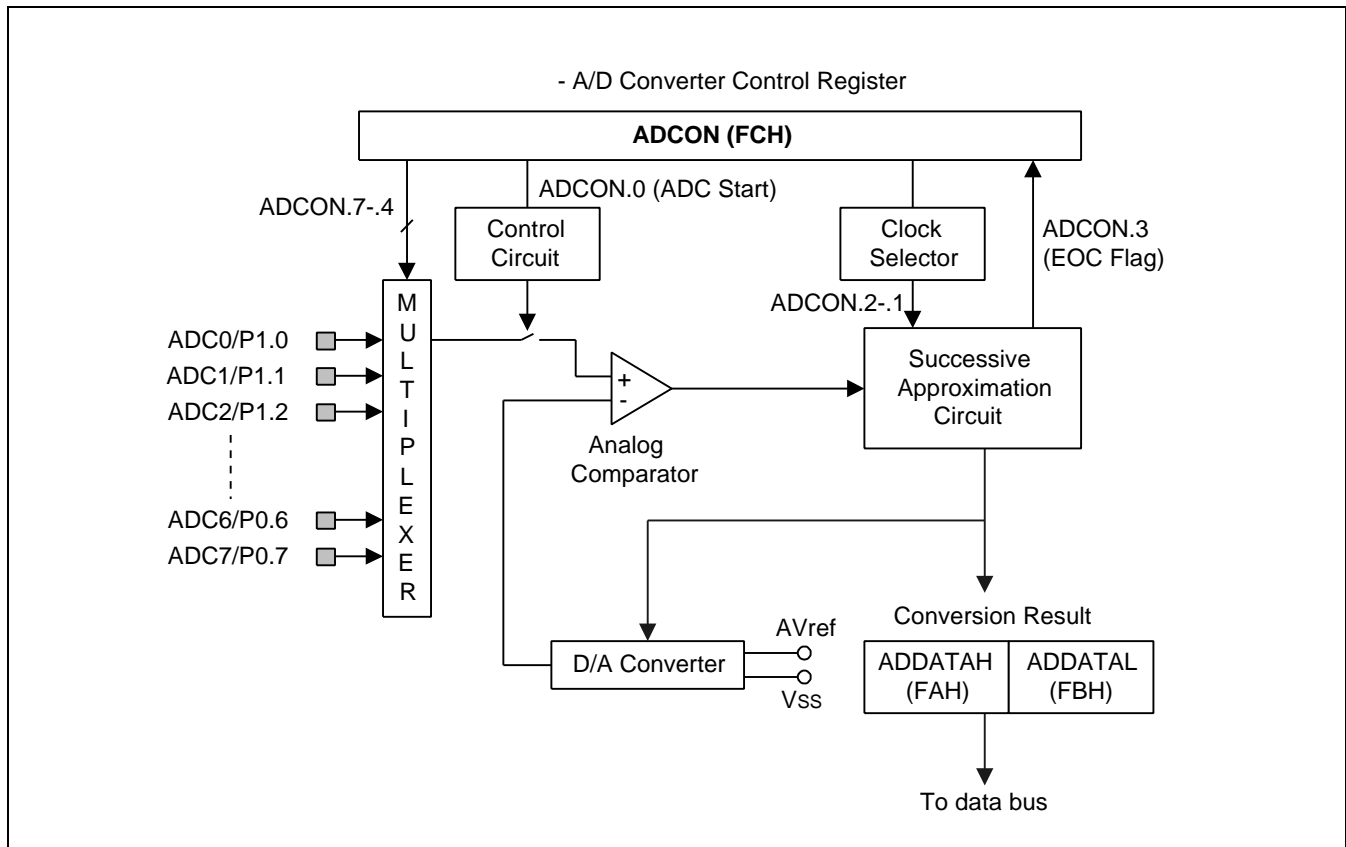 - A/D Converter Control Register
ADCON (FCH)
ADCON.7-.4
ADCON.0 (ADC Start)
Control
Circuit
Clock
Selector
ADCON.3
(EOC Flag)
ADCON.2-.1
MULTIPLEXER
ADC0/P1.0
ADC1/P1.1
ADC2/P1.2
ADC6/P0.6
ADC7/P0.7
+
-
Analog
Comparator
Successive
Approximation
Circuit
D/A Converter
AVref
VSS
Conversion Result
ADDATAH
(FAH)
ADDATAL
(FBH)
To data bus